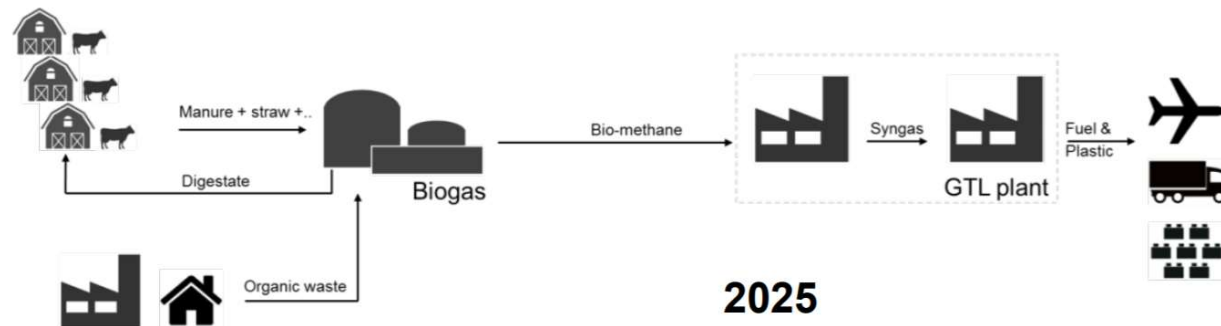 Manure + straw +..
Digestate
Biogas
Organic waste
Bio-methane
Syngas
GTL plant
Fuel &
Plastic
2025